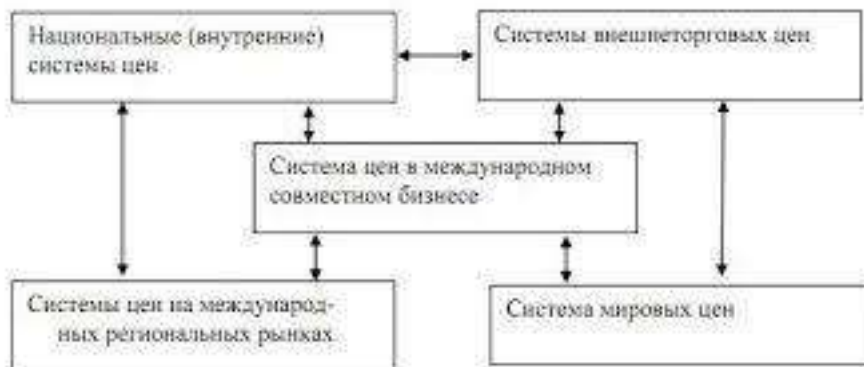 Национальные (внутренние)
системы цен
Системы внешнеторговых цен
Система цен в международном
совместном бизнесе
Системы цен на международ-
ных региональных рынках
Система мировых цен